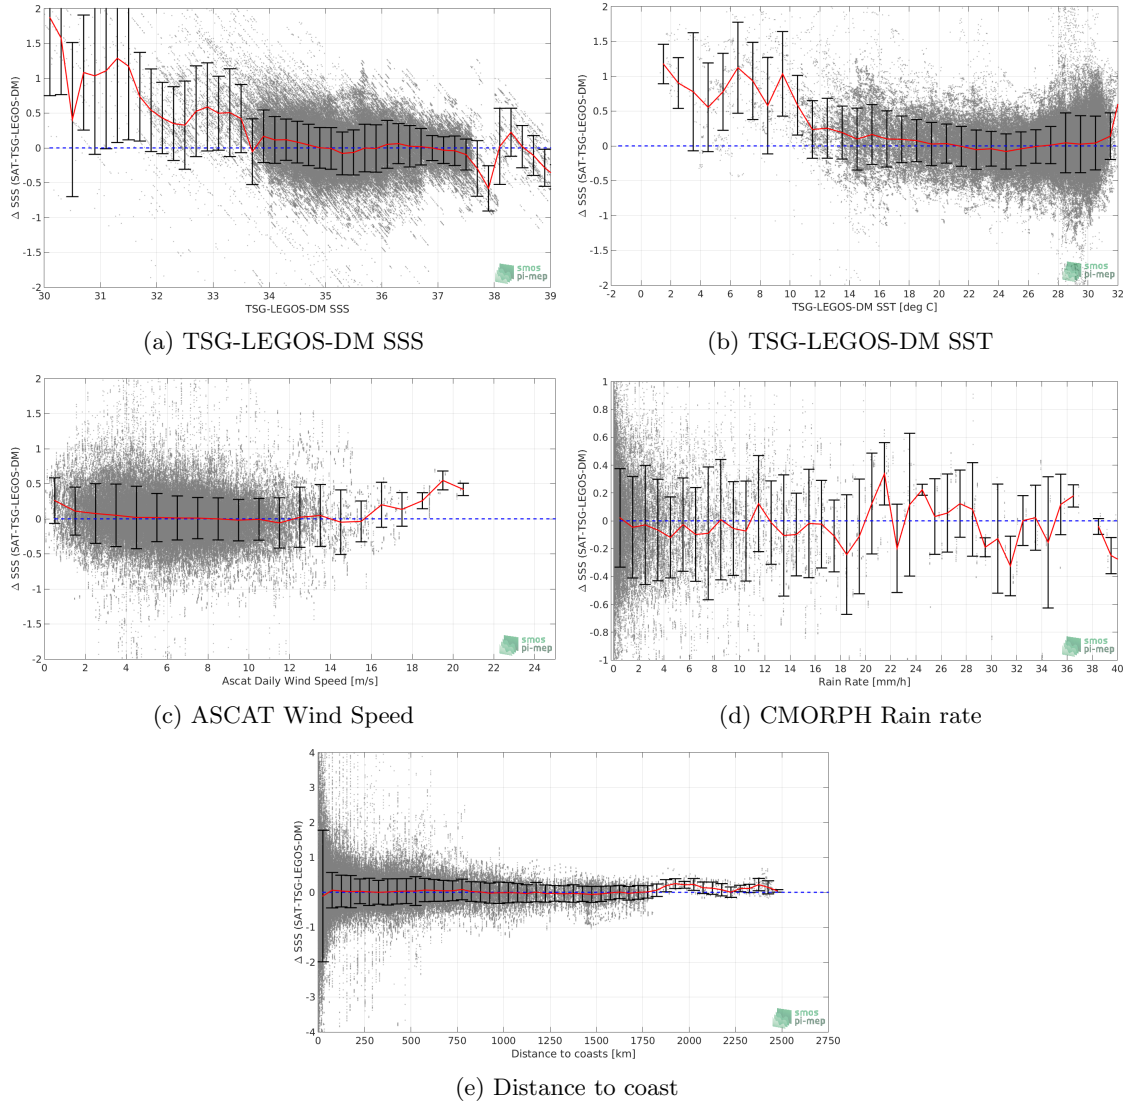 2
1.5
1
0.5
0
-0.5
-1
-1.5
-2
Δ SSS (SAT-TSG-LEGOS-DM)
30 31 32 33 34 35 36 37 38 39
TSG-LEGOS-DM SSS
smos
pi-mep
(a) TSG-LEGOS-DM SSS
2
1.5
1
0.5
0
-0.5
-1
-1.5
-2
Δ SSS (SAT-TSG-LEGOS-DM)
-2 0 2 4 6 8 10 12 14 16 18 20 22 24 26 28 30 32
TSG-LEGOS-DM SST [deg C]
smos
pi-mep
(b) TSG-LEGOS-DM SST
2
1.5
1
0.5
0
-0.5
-1
-1.5
-2
Δ SSS (SAT-TSG-LEGOS-DM)
0 2 4 6 8 10 12 14 16 18 20 22 24
Ascat Daily Wind Speed [m/s]
smos
pi-mep
(c) ASCAT Wind Speed
1
0.8
0.6
0.4
0.2
0
-0.2
-0.4
-0.6
-0.8
-1
Δ SSS (SAT-TSG-LEGOS-DM)
0 2 4 6 8 10 12 14 16 18 20 22 24 26 28 30 32 34 36 38 40
Rain Rate [mm/h]
smos
pi-mep
(d) CMORPH Rain rate
4
3
2
1
0
-1
-2
-3
-4
Δ SSS (SAT-TSG-LEGOS-DM)
0 250 500 750 1000 1250 1500 1750 2000 2250 2500 2750
Distance to coasts [km]
smos
pi-mep
(e) Distance to coast